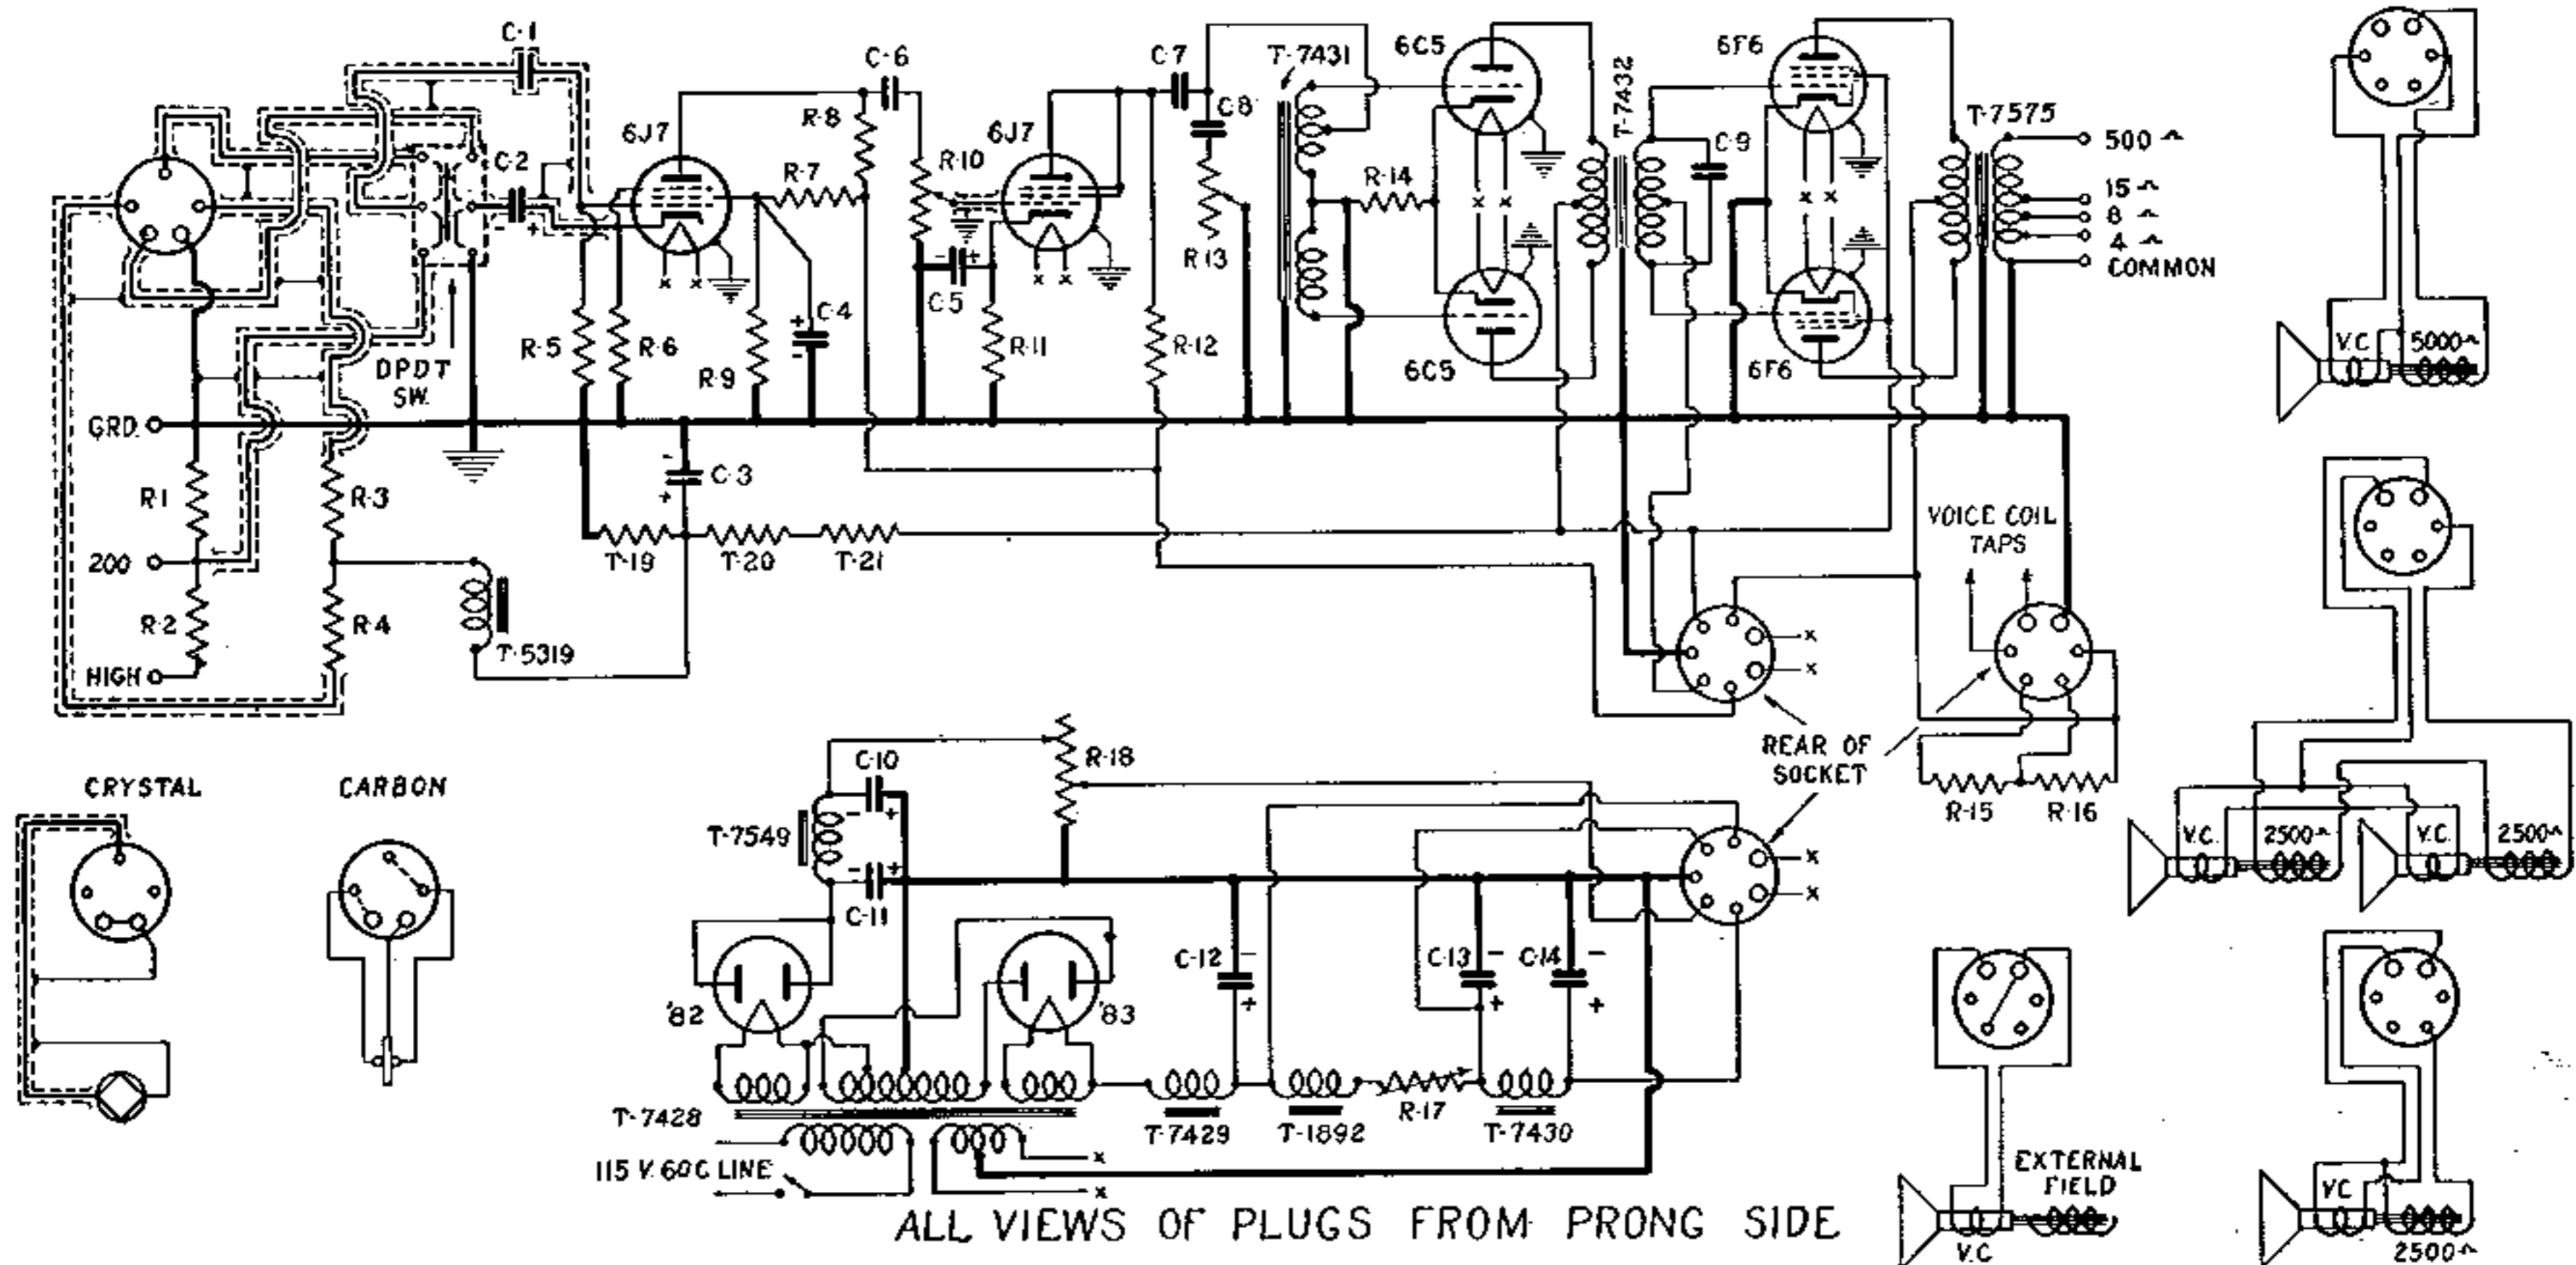 C-1
C-6
C-7
T-7431
6C5
T-7432
6F6
T-7575
R-8
6J7
R-10
6J7
C8
C-9
500 ~
C-2
R-7
R-14
15 ~
8 ~
4 ~
COMMON
R-13
C5
C-4
R-5
R-6
R-9
R-11
R-12
6C5
6F6
V.C
5000~
DPDT
SW.
GRD.
R-1
R-3
C-3
200
T-19
T-20
T-21
VOICE COIL
TAPS
R-2
R-4
T-5319
HIGH
CRYSTAL
CARBON
C-10
R-18
REAR OF
SOCKET
R-15
R-16
T-7549
C-11
V.C.
2500~
V.C.
2500~
'82
'83
C-12
C-13
C-14
T-7428
T-7429
T-1892
R-17
T-7430
115 V. 60C LINE
EXTERNAL
FIELD
V.C
VC
2500~
ALL VIEWS OF PLUGS FROM PRONG SIDE